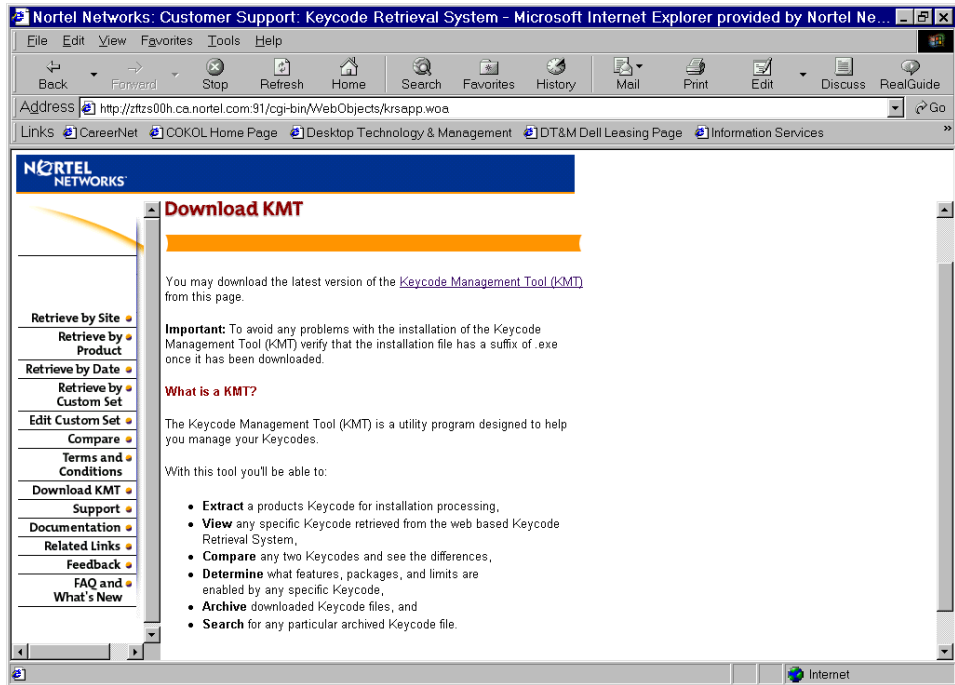 Nortel Networks: Customer Support: Keycode Retrieval System - Microsoft Internet Explorer provided by Nortel Ne...
File Edit View Favorites Tools Help
Back Forward Stop Refresh Home Search Favorites History Mail Print Edit Discuss RealGuide
Address http://zftzs00h.ca.nortel.com:91/cgi-bin/WebObjects/krsapp.woa Go
Links CareerNet COKOL Home Page Desktop Technology & Management DT&M Dell Leasing Page Information Services »
NORTEL
NETWORKS
Retrieve by Site
Retrieve by
Product
Retrieve by Date
Retrieve by
Custom Set
Edit Custom Set
Compare
Terms and
Conditions
Download KMT
Support
Documentation
Related Links
Feedback
FAQ and
What's New
Download KMT
You may download the latest version of the Keycode Management Tool (KMT)
from this page.
Important: To avoid any problems with the installation of the Keycode
Management Tool (KMT) verify that the installation file has a suffix of .exe
once it has been downloaded.
What is a KMT?
The Keycode Management Tool (KMT) is a utility program designed to help
you manage your Keycodes.
With this tool you'll be able to:
• Extract a products Keycode for installation processing,
• View any specific Keycode retrieved from the web based Keycode
Retrieval System,
• Compare any two Keycodes and see the differences,
• Determine what features, packages, and limits are
enabled by any specific Keycode,
• Archive downloaded Keycode files, and
• Search for any particular archived Keycode file.
Internet